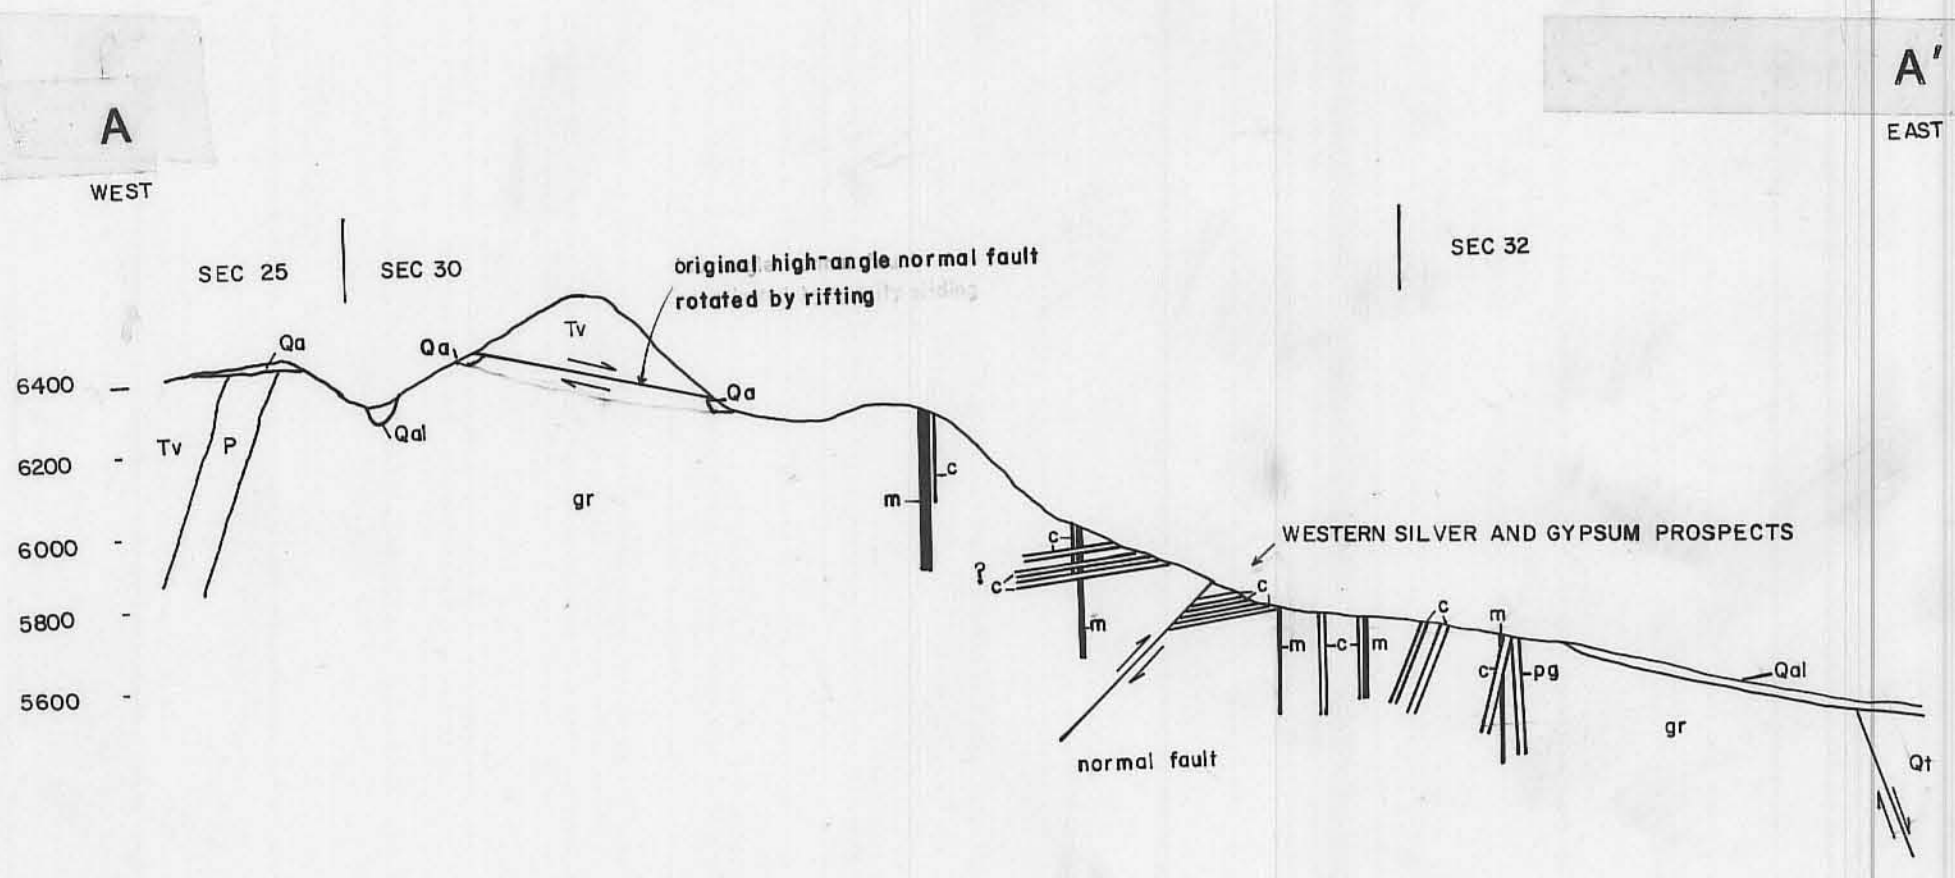 A
A'
WEST
EAST
SEC 25
SEC 30
SEC 32
original high-angle normal fault
rotated by rifting
Tv
Qa
Qa
Qa
6400
Qal
Tv
P
6200
gr
m
c
6000
c
? c
WESTERN SILVER AND GYPSUM PROSPECTS
c
5800
m
m
c
m
c
m
c
pg
Qal
5600
gr
normal fault
Qt